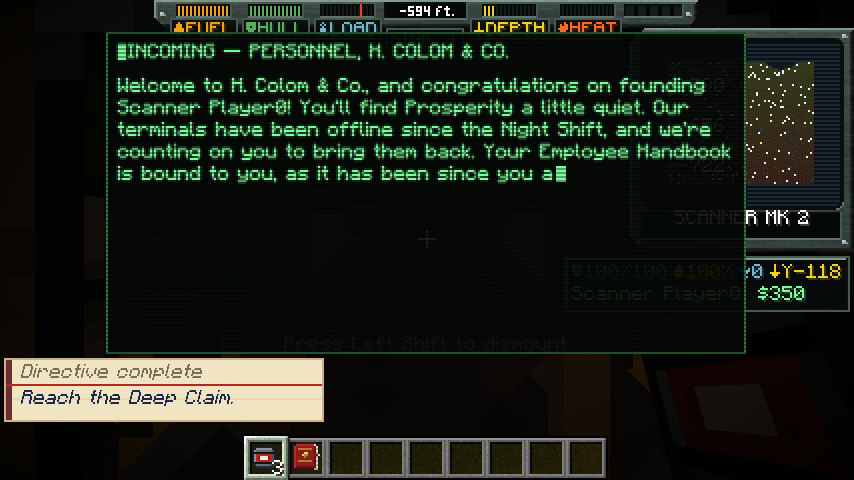 -594 ft.
FUEL HULL LOAD DEPTH HEAT
INCOMING — PERSONNEL, H. COLOM & CO.
Welcome to H. Colom & Co., and congratulations on founding
Scanner Player0! You'll find Prosperity a little quiet. Our
terminals have been offline since the Night Shift, and we're
counting on you to bring them back. Your Employee Handbook
is bound to you, as it has been since you a
SCANNER MK 2
100/100 100% 0 Y-118
Scanner Player0 $350
Press Left Shift to dismount
Directive complete
Reach the Deep Claim.
3